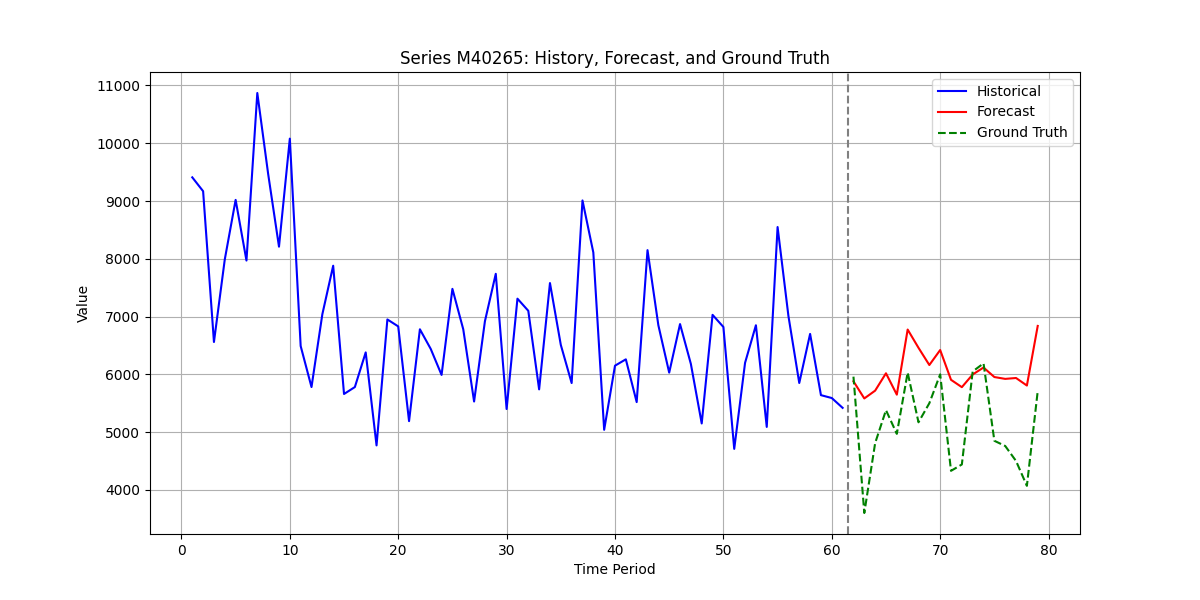 Series M40265: History, Forecast, and Ground Truth
Historical
Forecast
Ground Truth
Value
11000
10000
9000
8000
7000
6000
5000
4000
0 10 20 30 40 50 60 70 80
Time Period